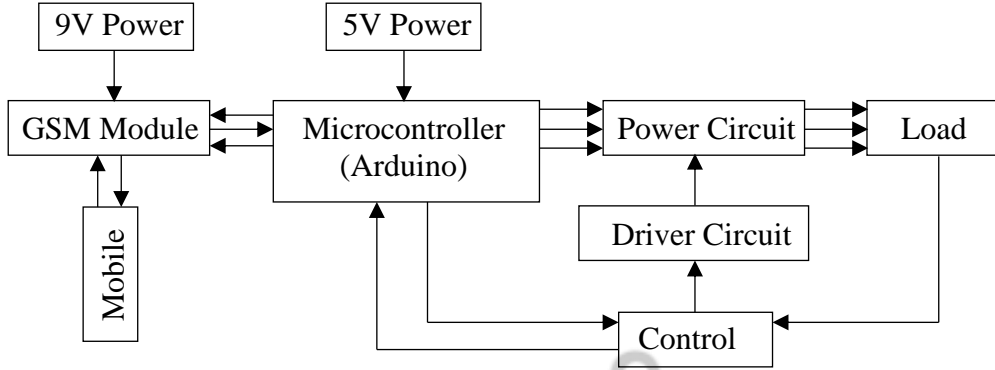 9V Power
5V Power
GSM Module
Microcontroller
(Arduino)
Power Circuit
Load
Driver Circuit
Mobile
Control